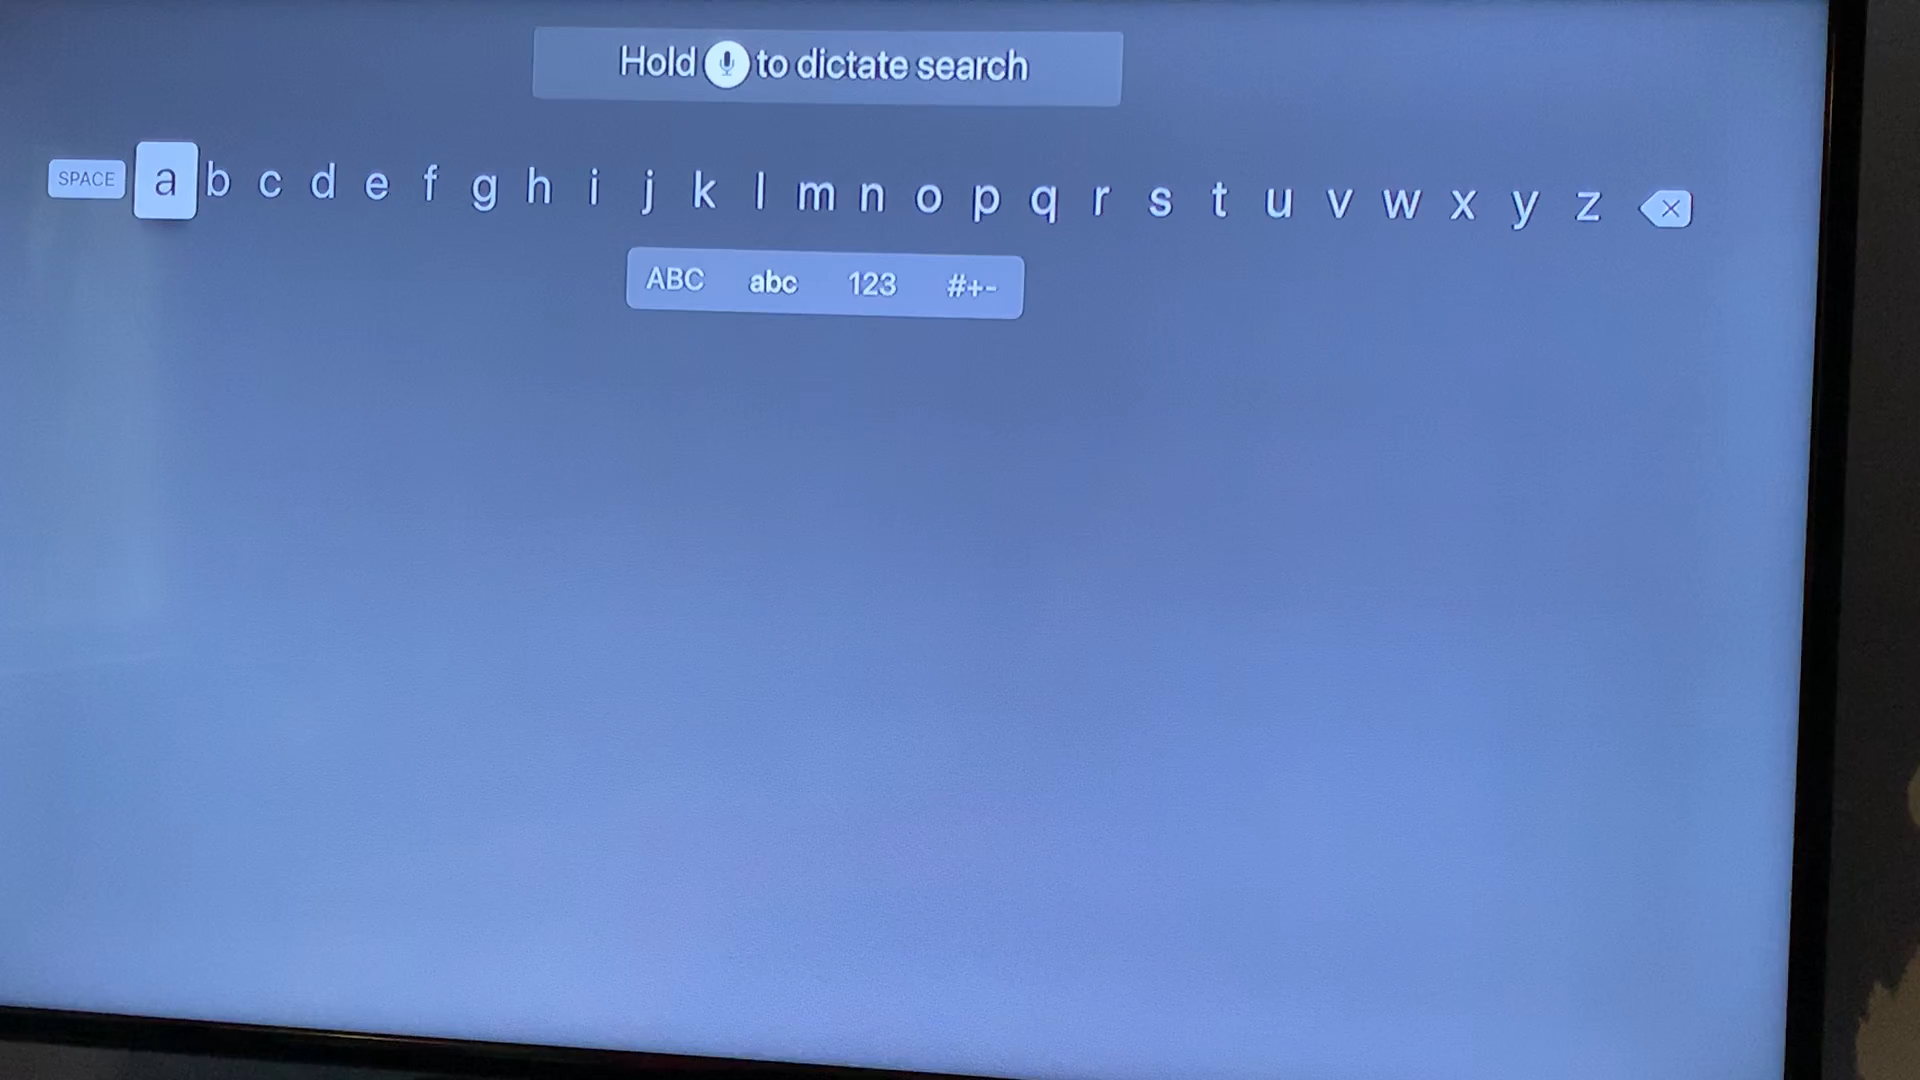 Hold to dictate search
SPACE a b c d e f g h i j k l m n o p q r s t u v w x y z
ABC abc 123 #+-